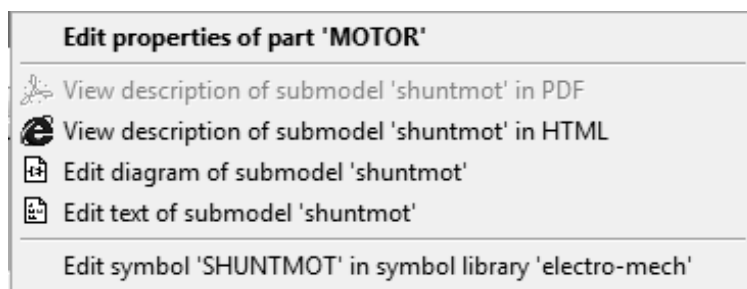 Edit properties of part 'MOTOR'
View description of submodel 'shuntmot' in PDF
View description of submodel 'shuntmot' in HTML
Edit diagram of submodel 'shuntmot'
Edit text of submodel 'shuntmot'
Edit symbol 'SHUNTMOT' in symbol library 'electro-mech'